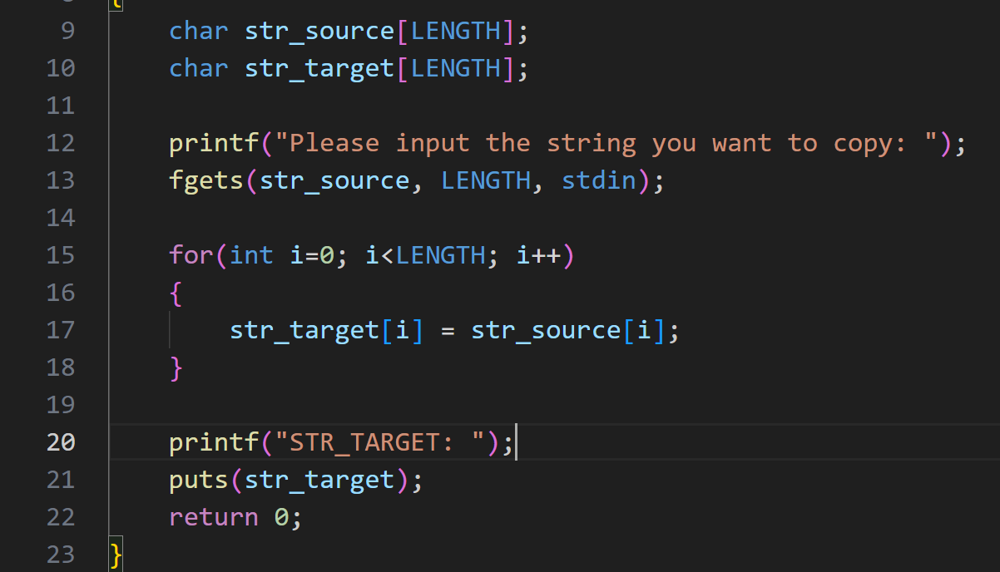 {
9 char str_source[LENGTH];
10 char str_target[LENGTH];
11
12 printf("Please input the string you want to copy: ");
13 fgets(str_source, LENGTH, stdin);
14
15 for(int i=0; i<LENGTH; i++)
16 {
17 str_target[i] = str_source[i];
18 }
19
20 printf("STR_TARGET: ");
21 puts(str_target);
22 return 0;
23 }